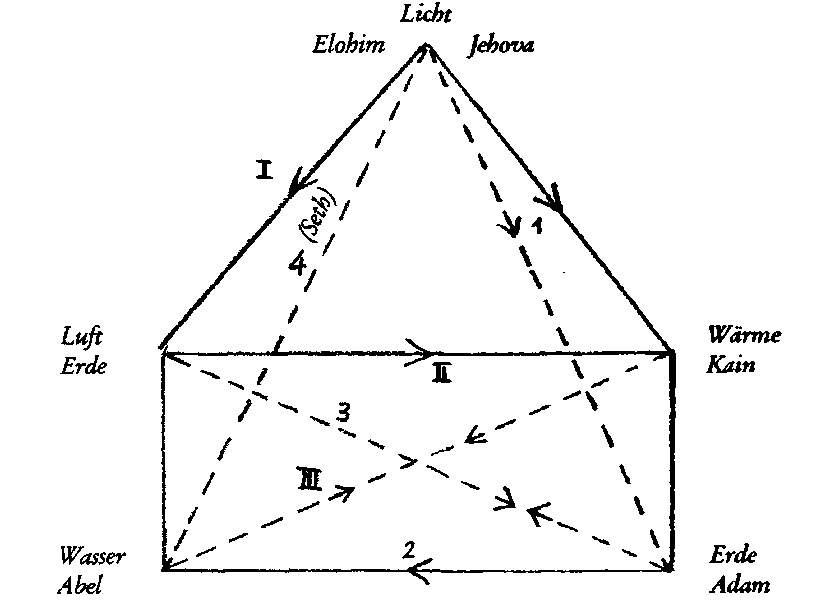 Licht
Elohim Jehova
I
(Seth)
1
4
Luft
Erde
Wärme
Kain
II
3
III
2
Wasser
Abel
Erde
Adam